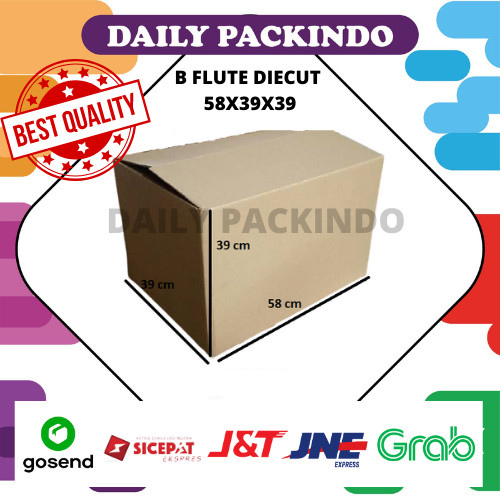 DAILY PACKINDO
B FLUTE DIECUT
58X39X39
BEST QUALITY
DAILY PACKINDO
39 cm
39 cm
58 cm
gosend
SICEPAT
EKSPRES
J&T
EXPRESS
JNE
EXPRESS
Grab